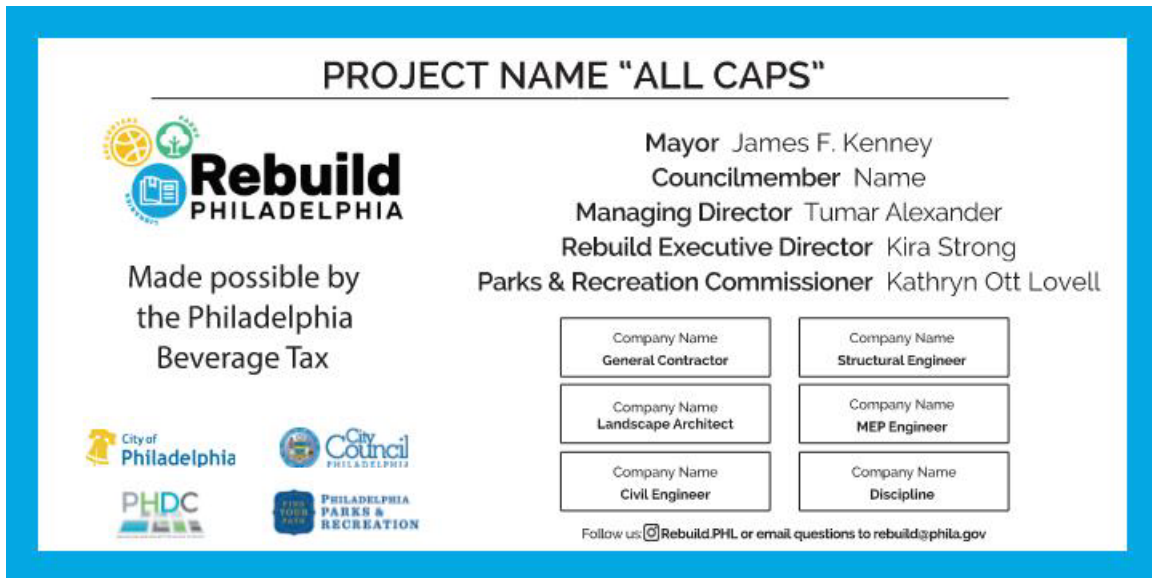 PROJECT NAME “ALL CAPS”
Rebuild
PHILADELPHIA
Made possible by
the Philadelphia
Beverage Tax
City of
Philadelphia
City
Council
PHILADELPHIA
PHDC
FIND
YOUR
PATH
PHILADELPHIA
PARKS &
RECREATION
Mayor James F. Kenney
Councilmember Name
Managing Director Tumar Alexander
Rebuild Executive Director Kira Strong
Parks & Recreation Commissioner Kathryn Ott Lovell
Company Name
General Contractor
Company Name
Structural Engineer
Company Name
Landscape Architect
Company Name
MEP Engineer
Company Name
Civil Engineer
Company Name
Discipline
Follow us: Rebuild.PHL or email questions to rebuild@phila.gov